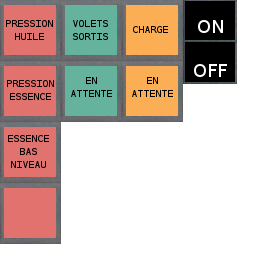 PRESSION
HUILE
VOLETS
SORTIS
CHARGE
ON
OFF
PRESSION
ESSENCE
EN
ATTENTE
EN
ATTENTE
ESSENCE
BAS
NIVEAU